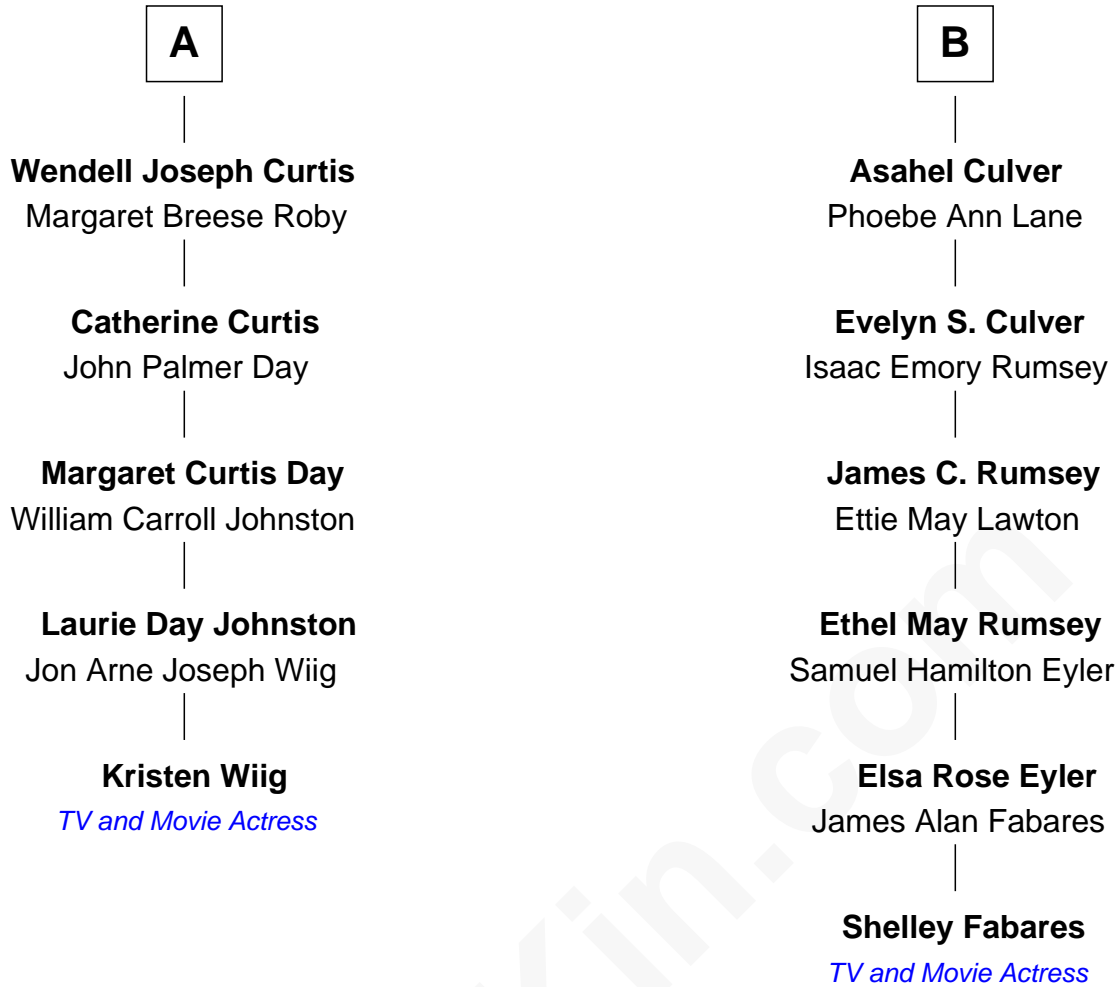 A
Wendell Joseph Curtis
Margaret Breese Roby
Catherine Curtis
John Palmer Day
Margaret Curtis Day
William Carroll Johnston
Laurie Day Johnston
Jon Arne Joseph Wiig
Kristen Wiig
TV and Movie Actress
B
Asahel Culver
Phoebe Ann Lane
Evelyn S. Culver
Isaac Emory Rumsey
James C. Rumsey
Ettie May Lawton
Ethel May Rumsey
Samuel Hamilton Eyler
Elsa Rose Eyler
James Alan Fabares
Shelley Fabares
TV and Movie Actress
Kin.com